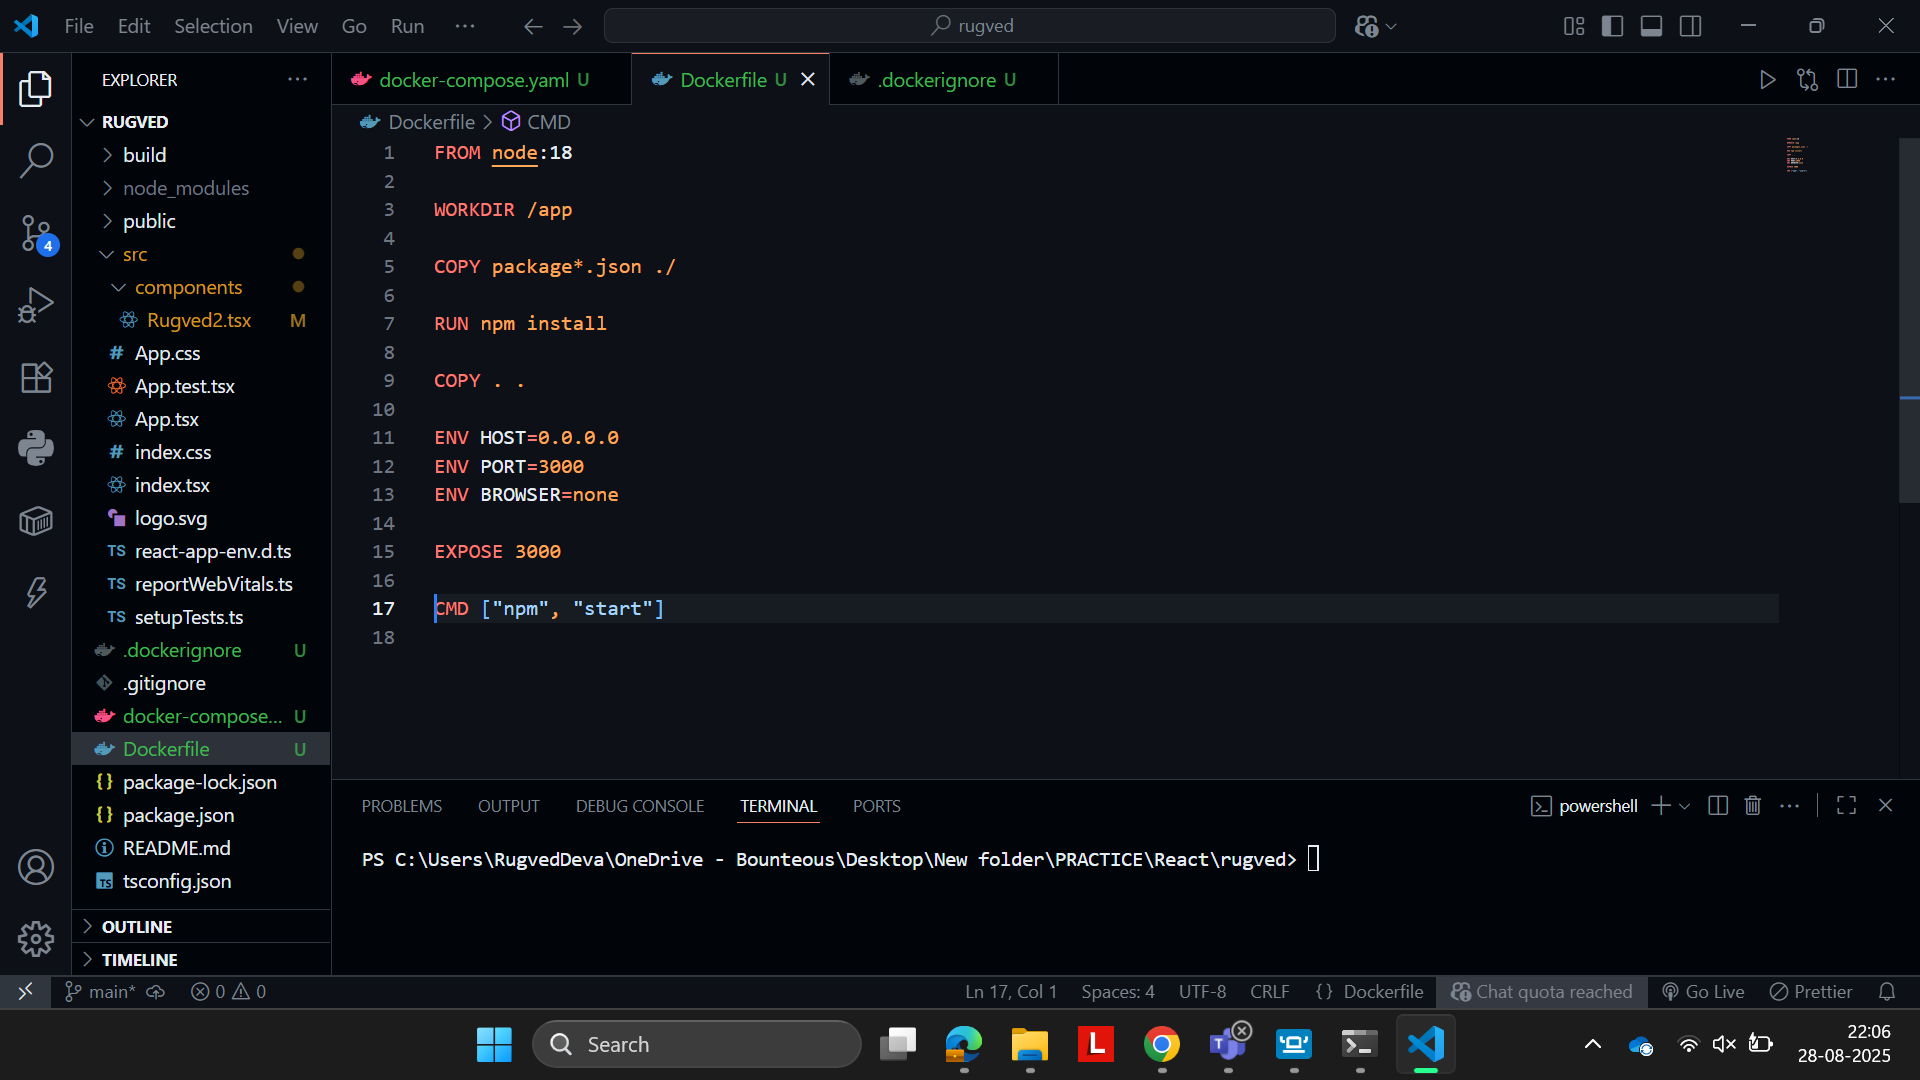 File Edit Selection View Go Run ···
rugved
EXPLORER ···
docker-compose.yaml U
Dockerfile U
.dockerignore U
RUGVED
build
node_modules
public
src
components
Rugved2.tsx M
App.css
App.test.tsx
App.tsx
index.css
index.tsx
logo.svg
TS react-app-env.d.ts
TS reportWebVitals.ts
TS setupTests.ts
.dockerignore U
.gitignore
docker-compose... U
Dockerfile U
{} package-lock.json
{} package.json
README.md
TS tsconfig.json
OUTLINE
TIMELINE
4
Dockerfile > CMD
1 FROM node:18
2
3 WORKDIR /app
4
5 COPY package*.json ./
6
7 RUN npm install
8
9 COPY . .
10
11 ENV HOST=0.0.0.0
12 ENV PORT=3000
13 ENV BROWSER=none
14
15 EXPOSE 3000
16
17 CMD ["npm", "start"]
18
PROBLEMS OUTPUT DEBUG CONSOLE TERMINAL PORTS
powershell
PS C:\Users\RugvedDeva\OneDrive - Bounteous\Desktop\New folder\PRACTICE\React\rugved>
main* 0 0
Ln 17, Col 1 Spaces: 4 UTF-8 CRLF {} Dockerfile Chat quota reached Go Live Prettier
Search
L
T
22:06
28-08-2025